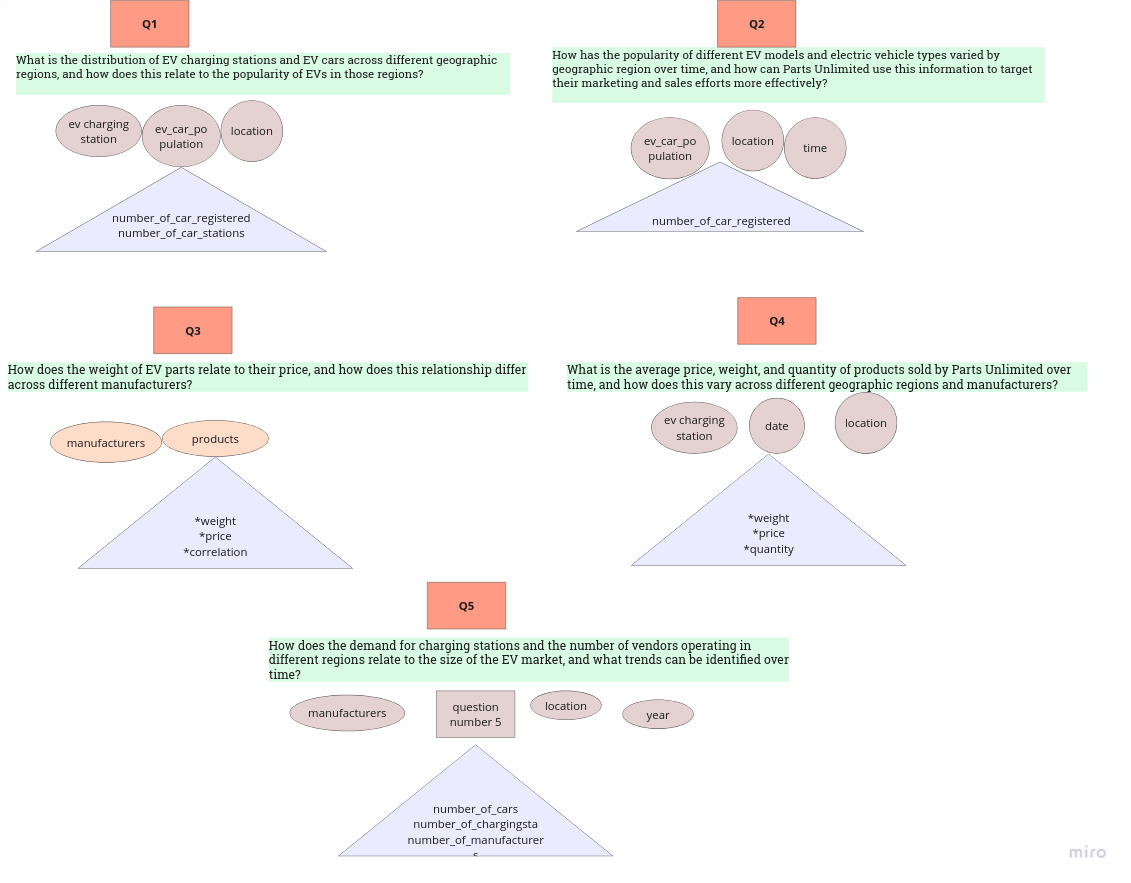 Q1
What is the distribution of EV charging stations and EV cars across different geographic
regions, and how does this relate to the popularity of EVs in those regions?
ev charging
station
ev_car_po
pulation
location
number_of_car_registered
number_of_car_stations
Q2
How has the popularity of different EV models and electric vehicle types varied by
geographic region over time, and how can Parts Unlimited use this information to target
their marketing and sales efforts more effectively?
ev_car_po
pulation
location
time
number_of_car_registered
Q3
How does the weight of EV parts relate to their price, and how does this relationship differ
across different manufacturers?
manufacturers
products
*weight
*price
*correlation
Q4
What is the average price, weight, and quantity of products sold by Parts Unlimited over
time, and how does this vary across different geographic regions and manufacturers?
ev charging
station
date
location
*weight
*price
*quantity
Q5
How does the demand for charging stations and the number of vendors operating in
different regions relate to the size of the EV market, and what trends can be identified over
time?
manufacturers
question
number 5
location
year
number_of_cars
number_of_chargingsta
number_of_manufacturer
s
miro